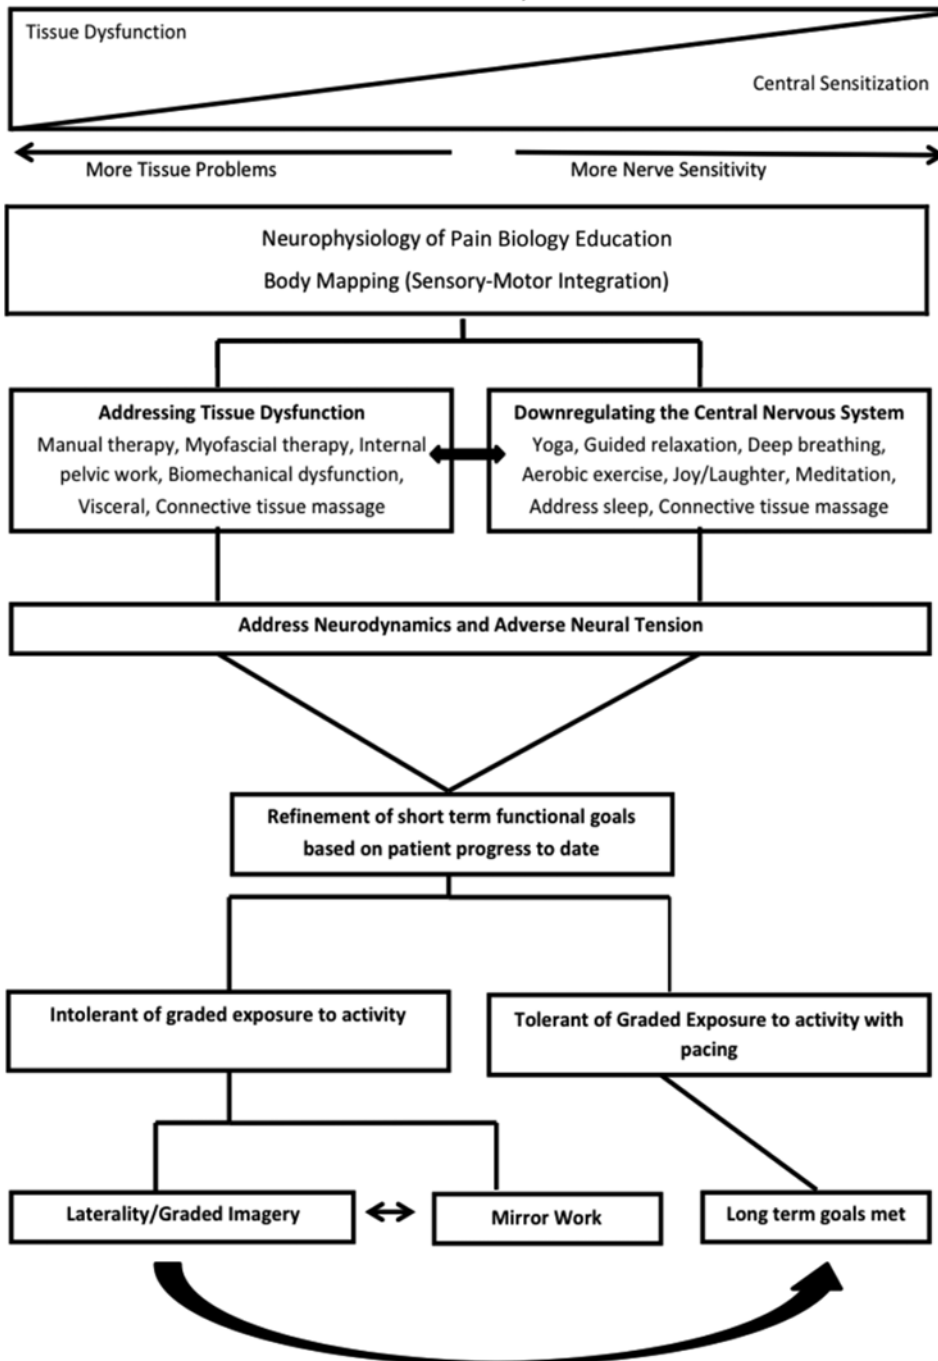 Tissue Dysfunction
Central Sensitization
More Tissue Problems
More Nerve Sensitivity
Neurophysiology of Pain Biology Education
Body Mapping (Sensory-Motor Integration)
Addressing Tissue Dysfunction
Manual therapy, Myofascial therapy, Internal
pelvic work, Biomechanical dysfunction,
Visceral, Connective tissue massage
Downregulating the Central Nervous System
Yoga, Guided relaxation, Deep breathing,
Aerobic exercise, Joy/Laughter, Meditation,
Address sleep, Connective tissue massage
Address Neurodynamics and Adverse Neural Tension
Refinement of short term functional goals
based on patient progress to date
Intolerant of graded exposure to activity
Tolerant of Graded Exposure to activity with
pacing
Laterality/Graded Imagery
Mirror Work
Long term goals met